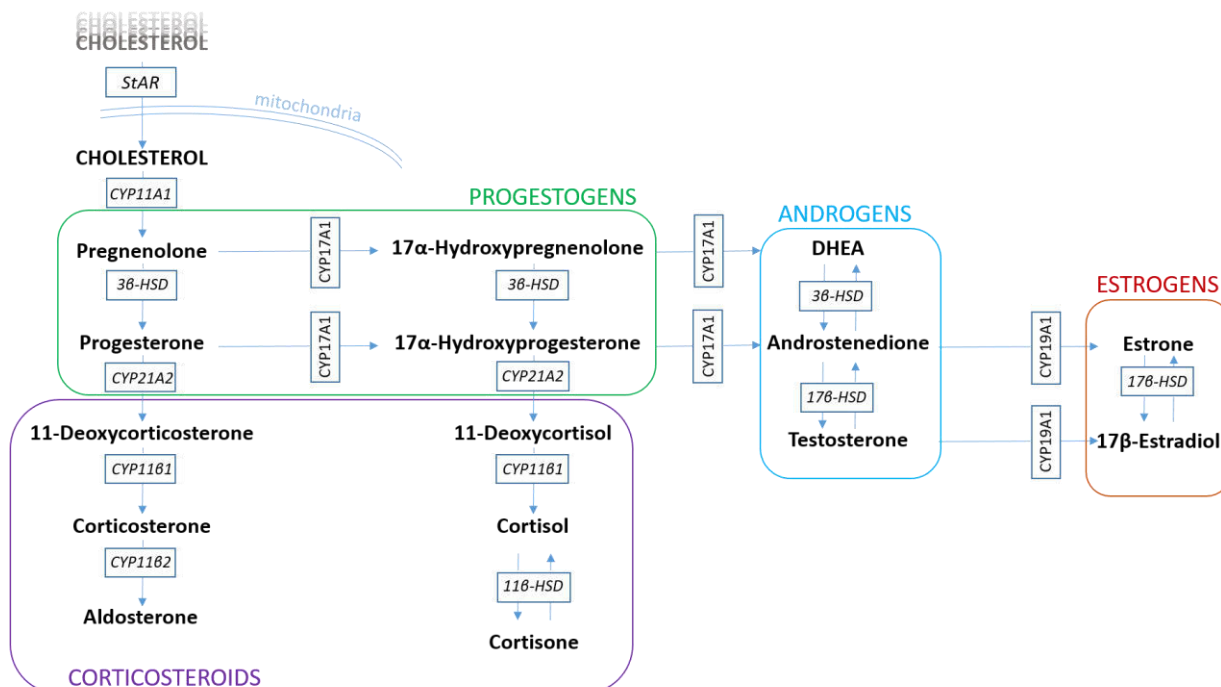 CHOLESTEROL
CHOLESTEROL
CHOLESTEROL
StAR
mitochondria
CHOLESTEROL
CYP11A1
PROGESTOGENS
ANDROGENS
ESTROGENS
Pregnenolone
CYP17A1
17α-Hydroxypregnenolone
CYP17A1
DHEA
3β-HSD
3β-HSD
3β-HSD
Progesterone
CYP17A1
17α-Hydroxyprogesterone
CYP17A1
Androstenedione
CYP19A1
Estrone
CYP21A2
CYP21A2
17β-HSD
17β-HSD
11-Deoxycorticosterone
11-Deoxycortisol
Testosterone
CYP19A1
17β-Estradiol
CYP11β1
CYP11β1
Corticosterone
Cortisol
CYP11β2
11β-HSD
Aldosterone
Cortisone
CORTICOSTEROIDS